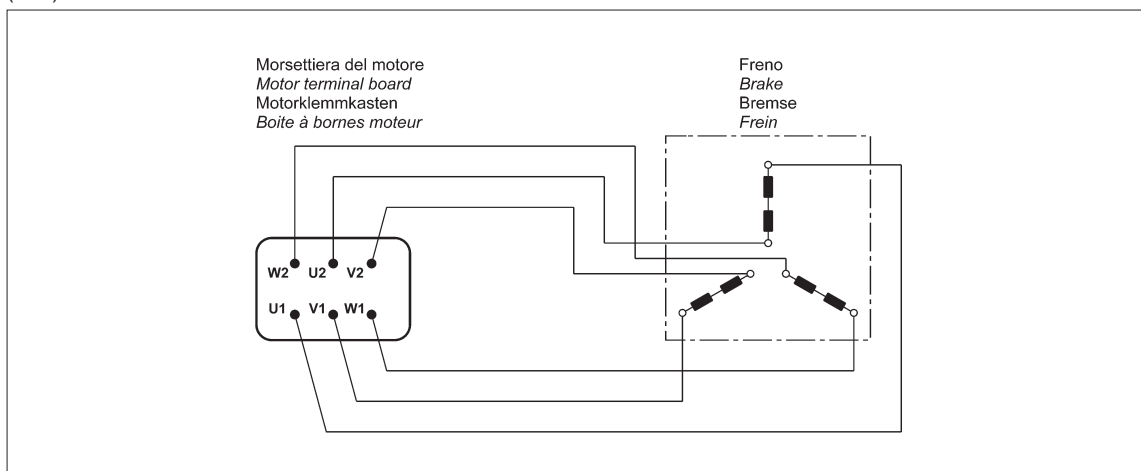 Morsettiera del motore
Motor terminal board
Motorklemmkasten
Boite à bornes moteur
Freno
Brake
Bremse
Frein
W2 U2 V2
U1 V1 W1